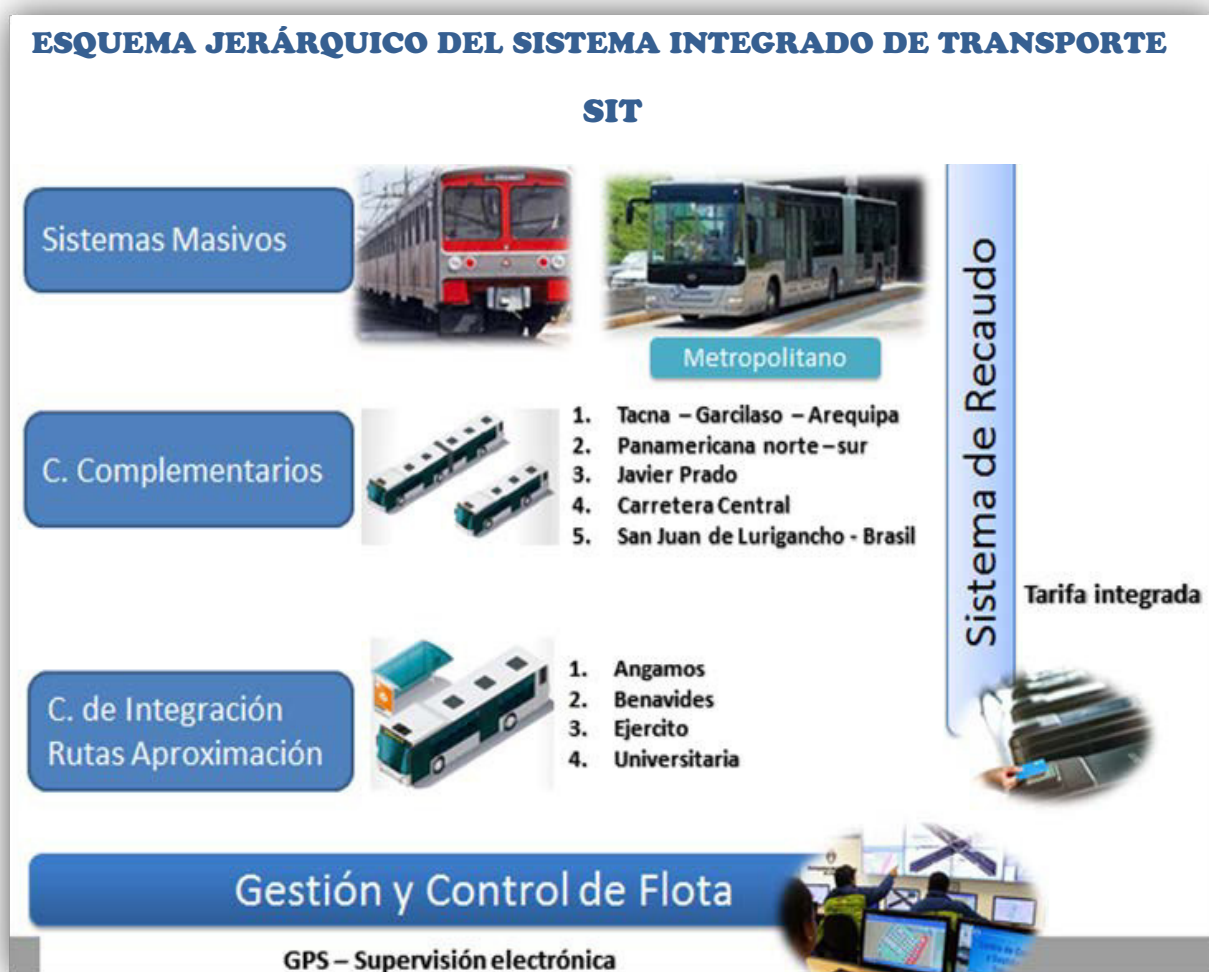 ESQUEMA JERÁRQUICO DEL SISTEMA INTEGRADO DE TRANSPORTE
SIT
Sistemas Masivos
Metropolitano
C. Complementarios
1. Tacna – Garcilaso – Arequipa
2. Panamericana norte – sur
3. Javier Prado
4. Carretera Central
5. San Juan de Lurigancho - Brasil
C. de Integración
Rutas Aproximación
1. Angamos
2. Benavides
3. Ejercito
4. Universitaria
Sistema de Recaudo
Tarifa integrada
Gestión y Control de Flota
GPS – Supervisión electrónica